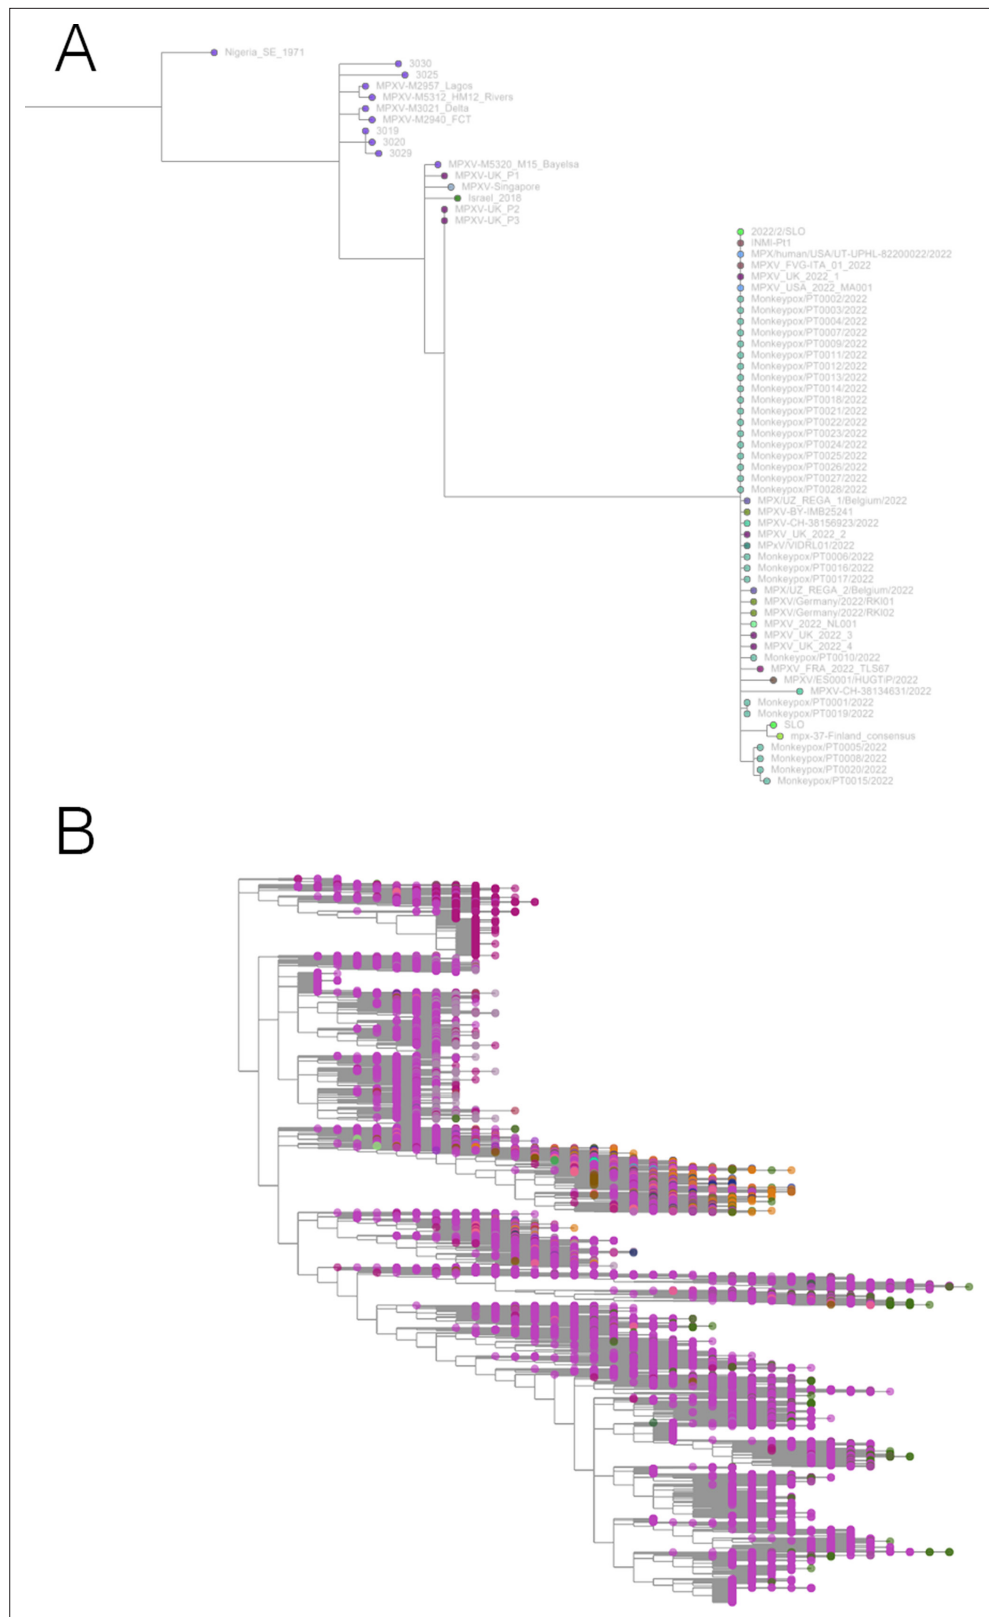 A
Nigeria_SE_1971
3030
3025
MPXV-M2957_Lagos
MPXV-M5312_HM12_Rivers
MPXV-M3021_Delta
MPXV-M2940_FCT
3019
3020
3029
MPXV-M5320_M15_Bayelsa
MPXV-UK_P1
MPXV-Singapore
Israel_2018
MPXV-UK_P2
MPXV-UK_P3
2022/2/SLO
INMI-Pt1
MPX/human/USA/UT-UPHL-82200022/2022
MPXV_FVG-ITA_01_2022
MPXV_UK_2022_1
MPXV_USA_2022_MA001
Monkeypox/PT0002/2022
Monkeypox/PT0003/2022
Monkeypox/PT0004/2022
Monkeypox/PT0007/2022
Monkeypox/PT0009/2022
Monkeypox/PT0011/2022
Monkeypox/PT0012/2022
Monkeypox/PT0013/2022
Monkeypox/PT0014/2022
Monkeypox/PT0018/2022
Monkeypox/PT0021/2022
Monkeypox/PT0022/2022
Monkeypox/PT0023/2022
Monkeypox/PT0024/2022
Monkeypox/PT0025/2022
Monkeypox/PT0026/2022
Monkeypox/PT0027/2022
Monkeypox/PT0028/2022
MPX/UZ_REGA_1/Belgium/2022
MPXV-BY-IMB25241
MPXV-CH-38156923/2022
MPXV_UK_2022_2
MPxV/VIDRL01/2022
Monkeypox/PT0006/2022
Monkeypox/PT0016/2022
Monkeypox/PT0017/2022
MPX/UZ_REGA_2/Belgium/2022
MPXV/Germany/2022/RKI01
MPXV/Germany/2022/RKI02
MPXV_2022_NL001
MPXV_UK_2022_3
MPXV_UK_2022_4
Monkeypox/PT0010/2022
MPXV_FRA_2022_TLS67
MPXV/ES0001/HUGTiP/2022
MPXV-CH-38134631/2022
Monkeypox/PT0001/2022
Monkeypox/PT0019/2022
SLO
mpx-37-Finland_consensus
Monkeypox/PT0005/2022
Monkeypox/PT0008/2022
Monkeypox/PT0020/2022
Monkeypox/PT0015/2022
B